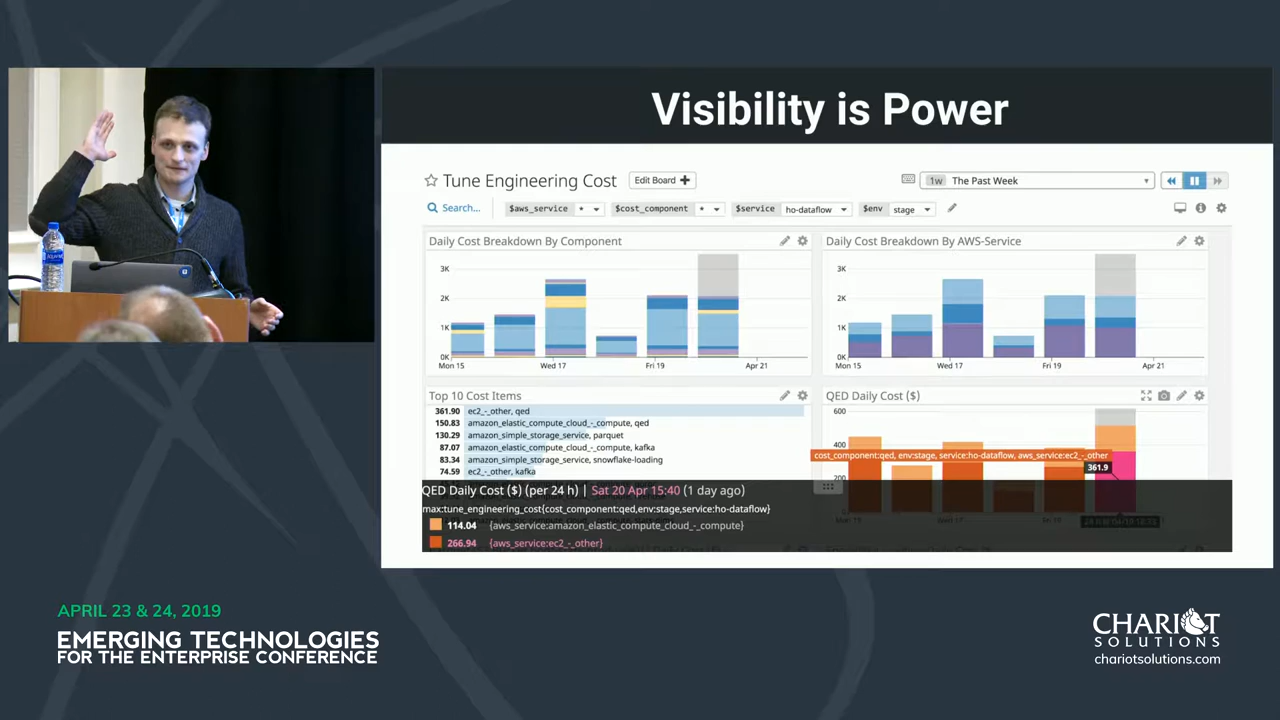 Visibility is Power
Tune Engineering Cost
Edit Board +
1w The Past Week
Search...
$aws_service * $cost_component * $service ho-dataflow $env stage
Daily Cost Breakdown By Component
3K
2K
1K
0K
Mon 15 Wed 17 Fri 19 Apr 21
Daily Cost Breakdown By AWS-Service
3K
2K
1K
0K
Mon 15 Wed 17 Fri 19 Apr 21
Top 10 Cost Items
361.90 ec2_-_other, qed
150.83 amazon_elastic_compute_cloud_-_compute, qed
130.29 amazon_simple_storage_service, parquet
87.07 amazon_elastic_compute_cloud_-_compute, kafka
83.34 amazon_simple_storage_service, snowflake-loading
74.59 ec2_-_other, kafka
QED Daily Cost ($)
600
400
200
cost_component:qed, env:stage, service:ho-dataflow, aws_service:ec2_-_other
361.9
QED Daily Cost ($) (per 24 h) | Sat 20 Apr 15:40 (1 day ago)
max:tune_engineering_cost{cost_component:qed,env:stage,service:ho-dataflow}
114.04 {aws_service:amazon_elastic_compute_cloud_-_compute}
266.94 {aws_service:ec2_-_other}
APRIL 23 & 24, 2019
EMERGING TECHNOLOGIES
FOR THE ENTERPRISE CONFERENCE
CHARIOT
SOLUTIONS
chariotsolutions.com